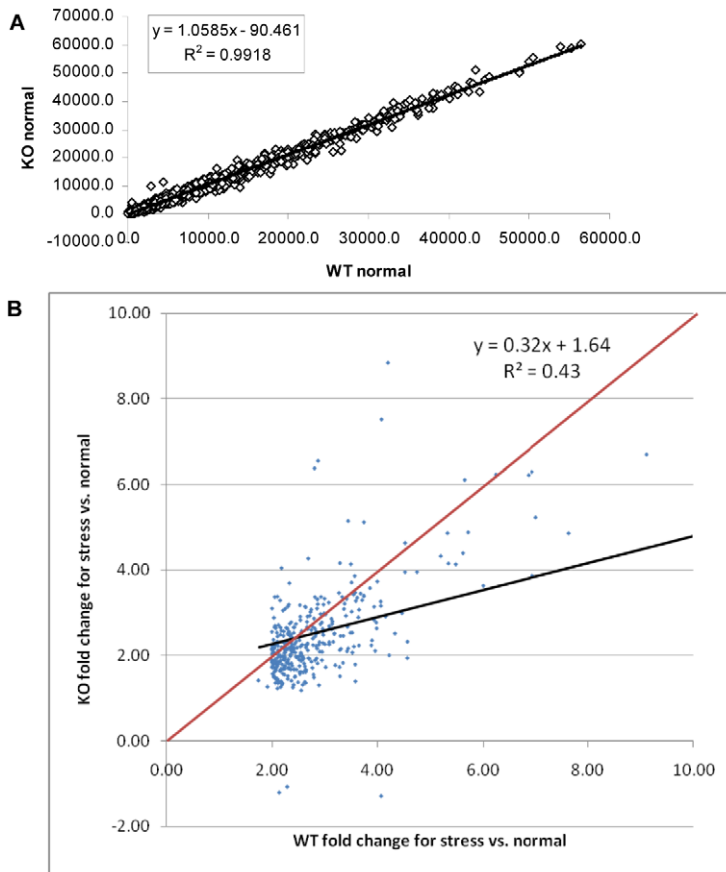 A
70000.0
60000.0
50000.0
40000.0
30000.0
20000.0
10000.0
0.0
-10000.0
KO normal
y = 1.0585x - 90.461
R² = 0.9918
0.0 10000.0 20000.0 30000.0 40000.0 50000.0 60000.0
WT normal
B
10.00
8.00
6.00
4.00
2.00
0.00
-2.00
KO fold change for stress vs. normal
y = 0.32x + 1.64
R² = 0.43
0.00 2.00 4.00 6.00 8.00 10.00
WT fold change for stress vs. normal